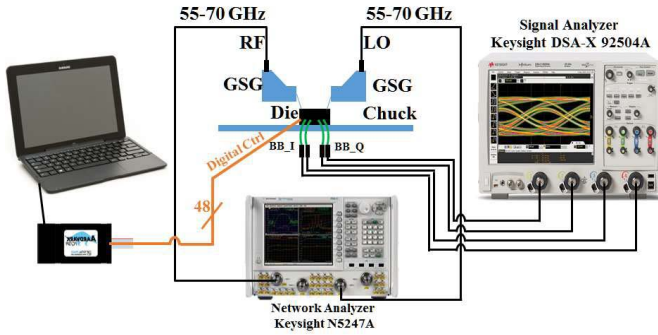 55-70 GHz
55-70 GHz
Signal Analyzer
Keysight DSA-X 92504A
RF
LO
GSG
GSG
Die
Chuck
Digital Ctrl
BB_I
BB_Q
48
Network Analyzer
Keysight N5247A